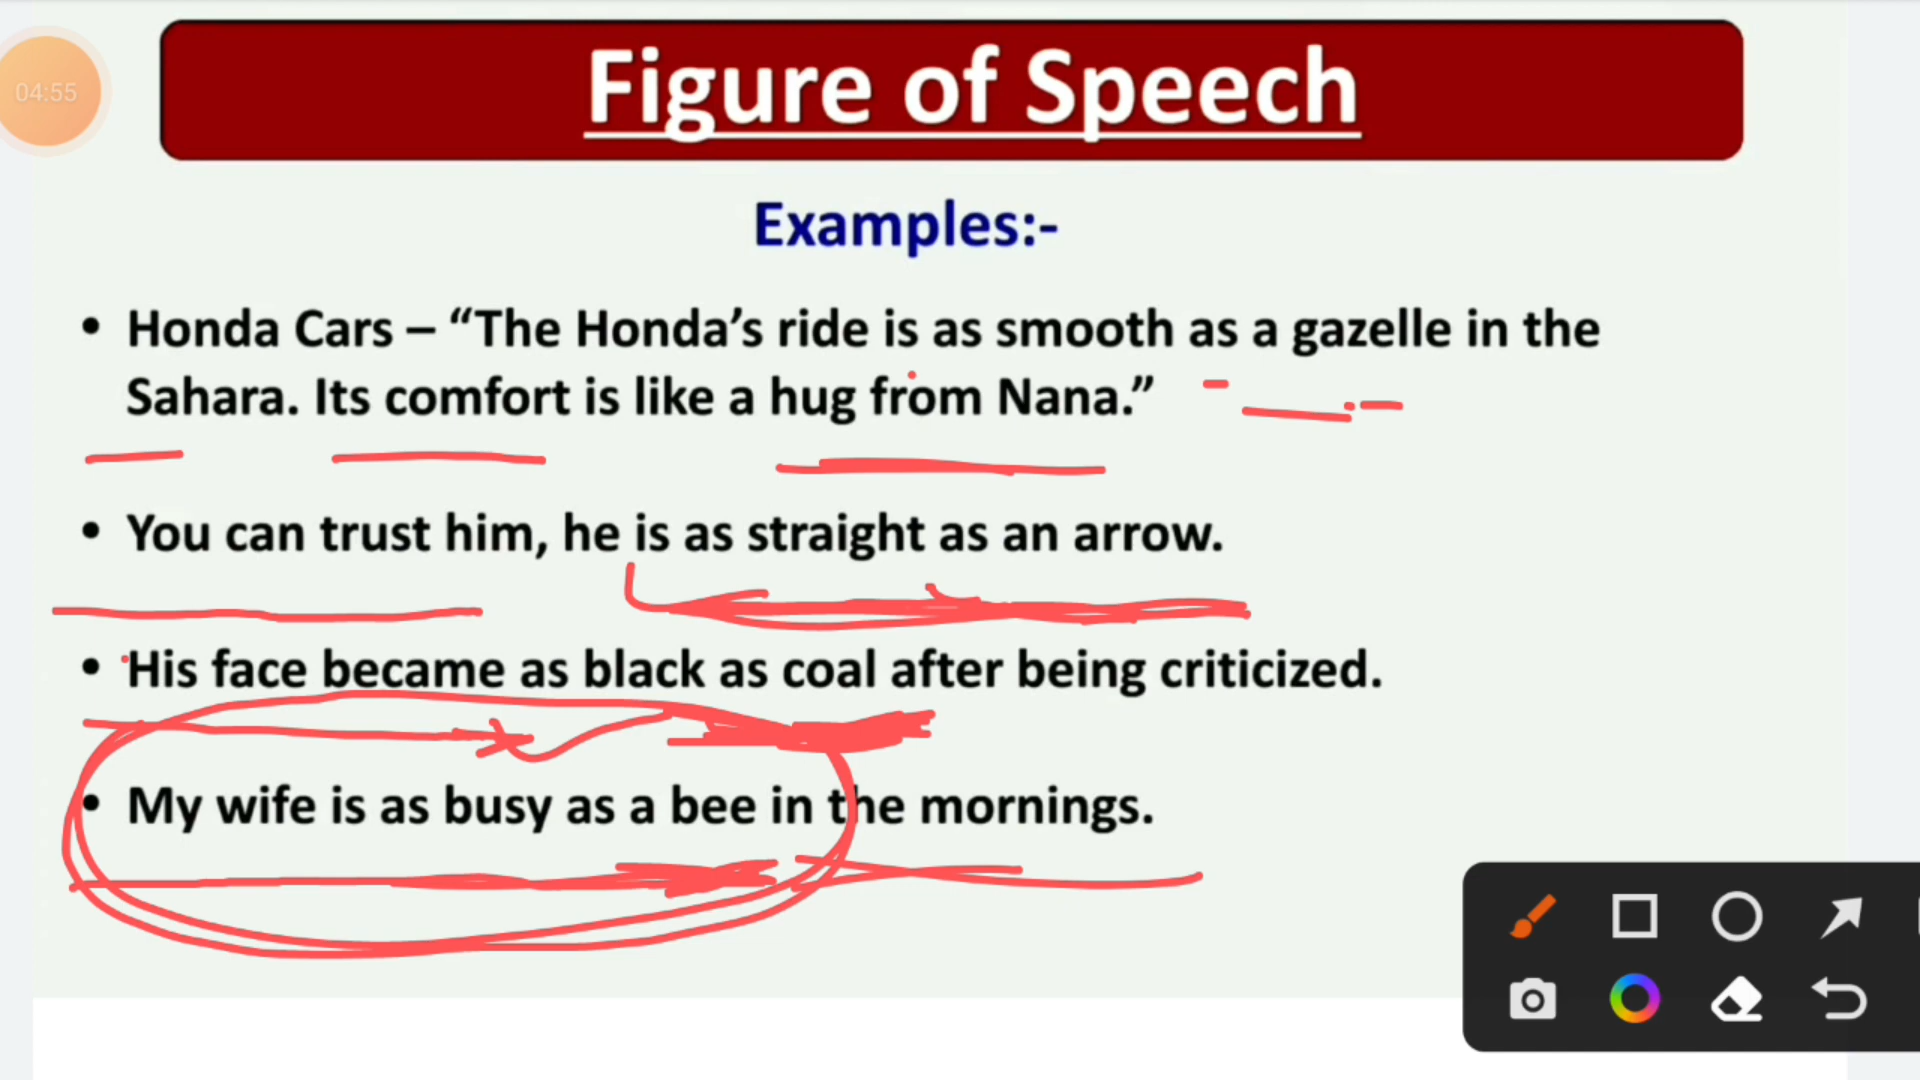 04:55
Figure of Speech
Examples:-
• Honda Cars – “The Honda’s ride is as smooth as a gazelle in the
Sahara. Its comfort is like a hug from Nana.”
• You can trust him, he is as straight as an arrow.
• His face became as black as coal after being criticized.
• My wife is as busy as a bee in the mornings.